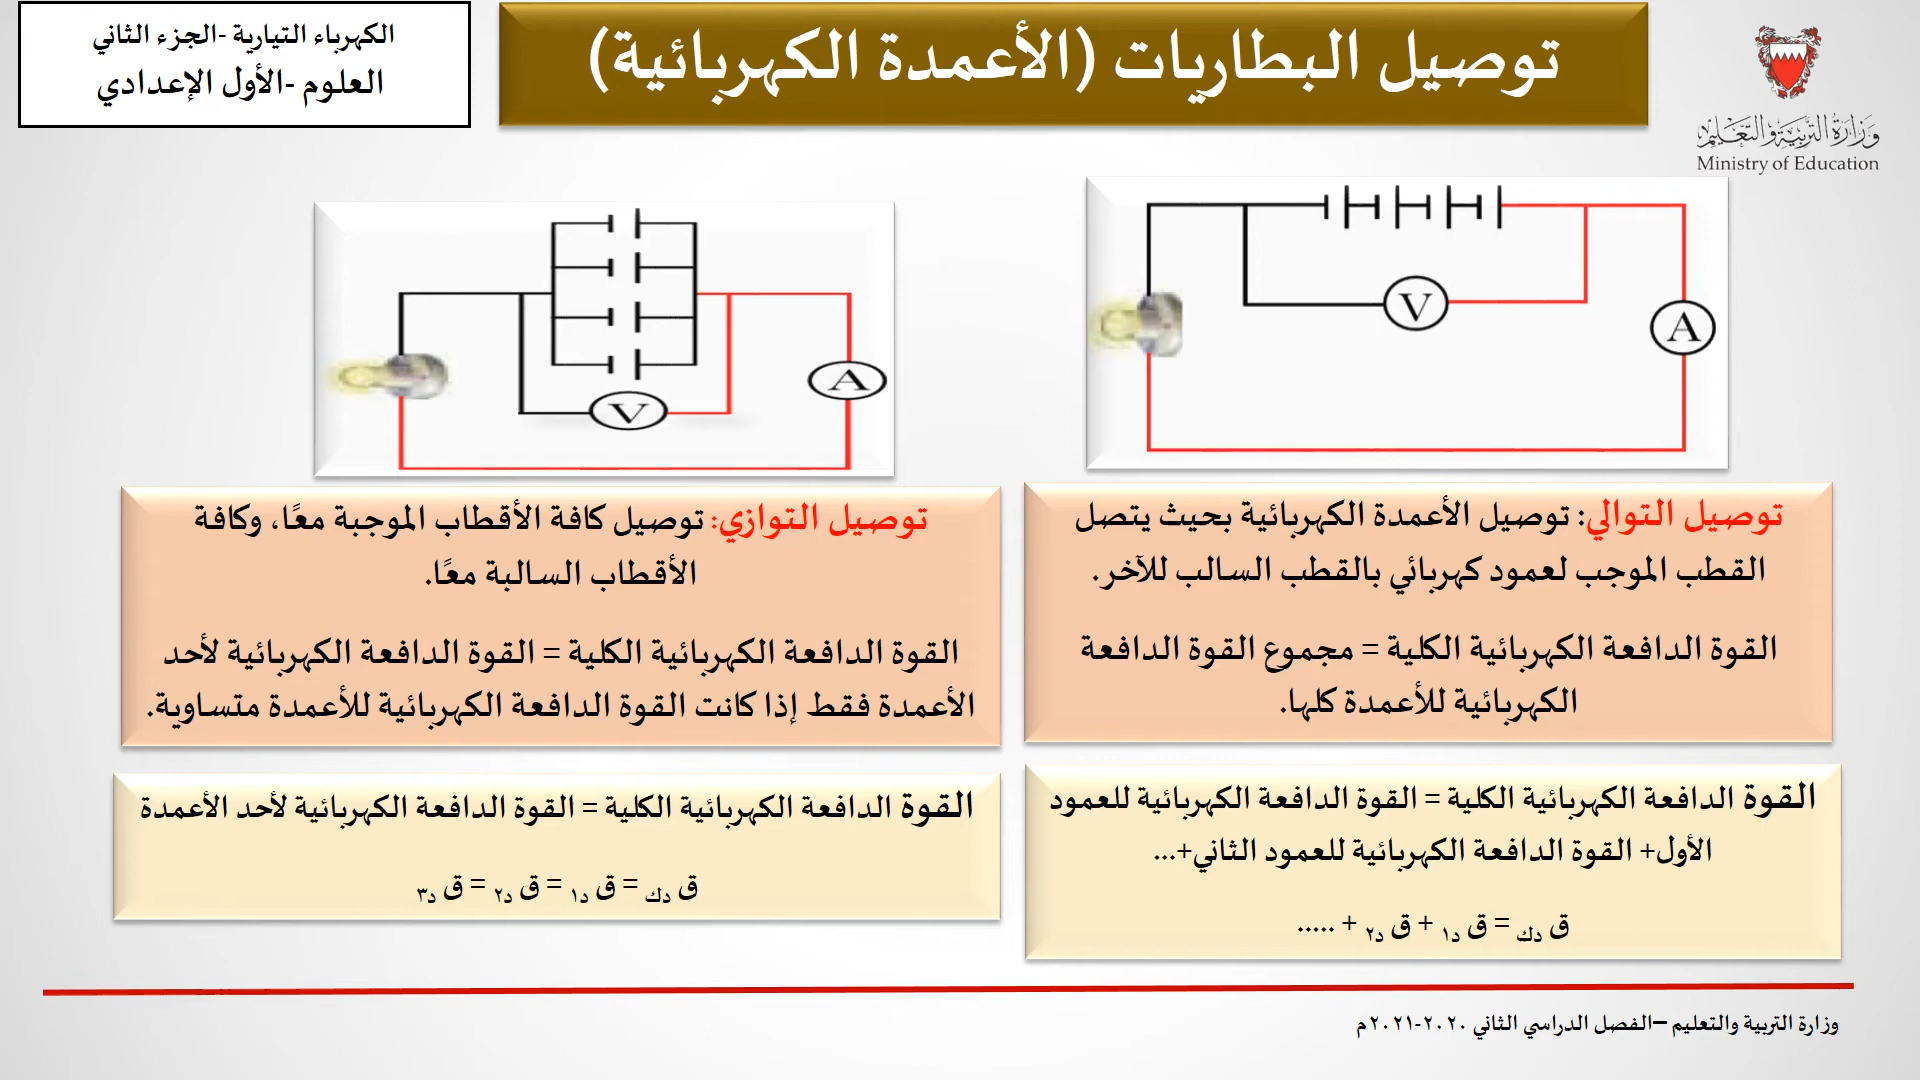 الكهرباء التيارية -الجزء الثاني
العلوم -الأول الإعدادي
توصيل البطاريات (الأعمدة الكهربائية)
وزارة التربية والتعليم
Ministry of Education
V
A
V
A
توصيل التوالي: توصيل الأعمدة الكهربائية بحيث يتصل
القطب الموجب لعمود كهربائي بالقطب السالب للآخر.
القوة الدافعة الكهربائية الكلية = مجموع القوة الدافعة
الكهربائية للأعمدة كلها.
توصيل التوازي: توصيل كافة الأقطاب الموجبة معًا، وكافة
الأقطاب السالبة معًا.
القوة الدافعة الكهربائية الكلية = القوة الدافعة الكهربائية لأحد
الأعمدة فقط إذا كانت القوة الدافعة الكهربائية للأعمدة متساوية.
القوة الدافعة الكهربائية الكلية = القوة الدافعة الكهربائية للعمود
الأول+ القوة الدافعة الكهربائية للعمود الثاني+...
ق دك = ق د١ + ق د٢ + .....
القوة الدافعة الكهربائية الكلية = القوة الدافعة الكهربائية لأحد الأعمدة
ق دك = ق د١ = ق د٢ = ق د٣
وزارة التربية والتعليم –الفصل الدراسي الثاني ٢٠٢٠-٢٠٢١م